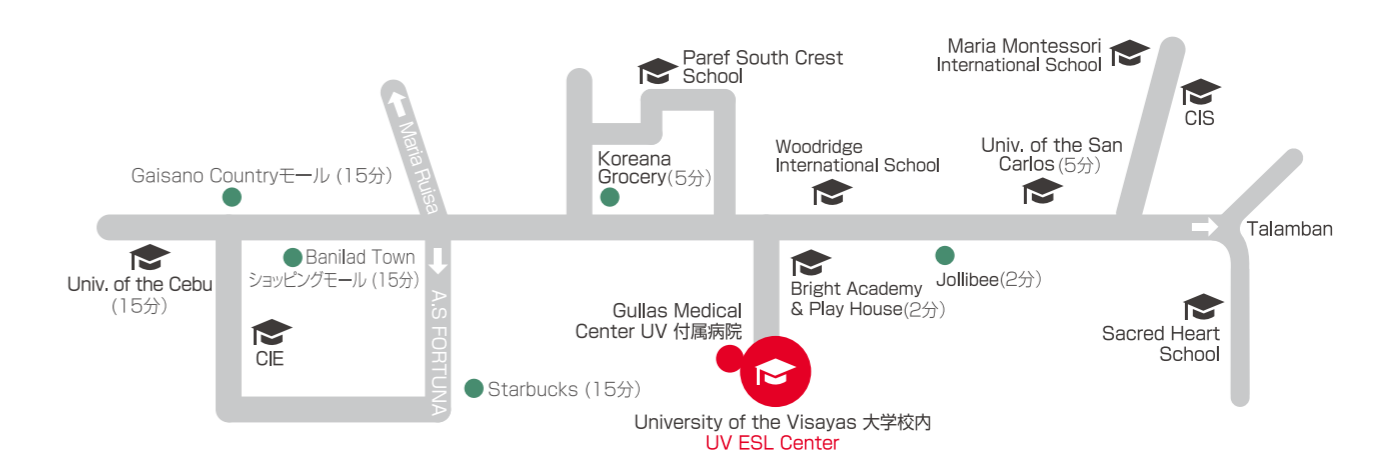 Paref South Crest
School
Maria Montessori
International School
CIS
Maria Ruisa
Gaisano Countryモール (15分)
Koreana
Grocery(5分)
Woodridge
International School
Univ. of the San
Carlos (5分)
Talamban
Univ. of the Cebu
(15分)
Banilad Town
ショッピングモール (15分)
A.S FORTUNA
CIE
Starbucks (15分)
Gullas Medical
Center UV 付属病院
Bright Academy
& Play House(2分)
Jollibee(2分)
Sacred Heart
School
University of the Visayas 大学校内
UV ESL Center